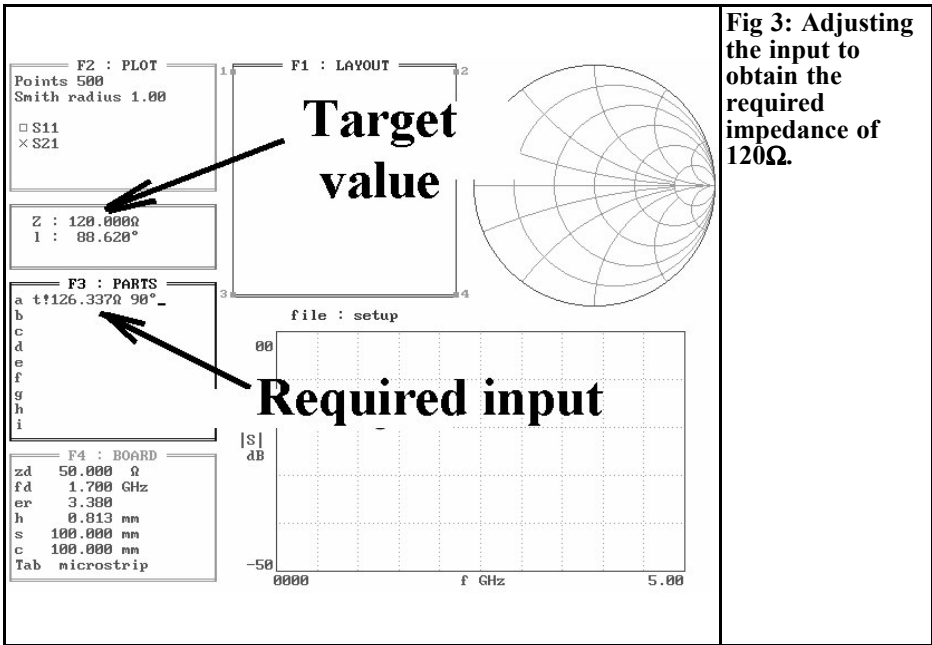 F2 : PLOT
Points 500
Smith radius 1.00
□ S11
× S21
Z : 120.000Ω
l : 88.620°
F3 : PARTS
a t!126.337Ω 90°_
b
c
d
e
f
g
h
i
F4 : BOARD
zd 50.000 Ω
fd 1.700 GHz
er 3.380
h 0.813 mm
s 100.000 mm
c 100.000 mm
Tab microstrip
F1 : LAYOUT
1
2
3
4
Target
value
Required input
file : setup
00
|S|
dB
-50
0000
f GHz
5.00
Fig 3: Adjusting
the input to
obtain the
required
impedance of
120Ω.